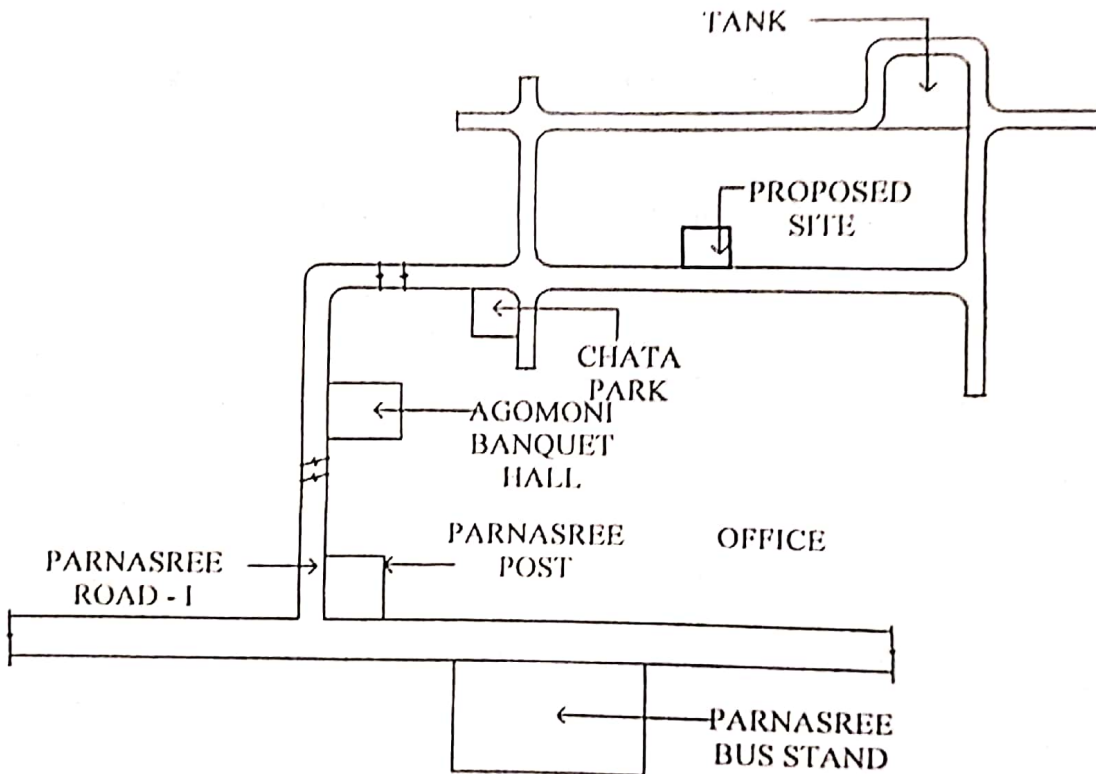 TANK
PROPOSED
SITE
CHATA
PARK
AGOMONI
BANQUET
HALL
PARNASREE OFFICE
POST
PARNASREE
ROAD - I
PARNASREE
BUS STAND